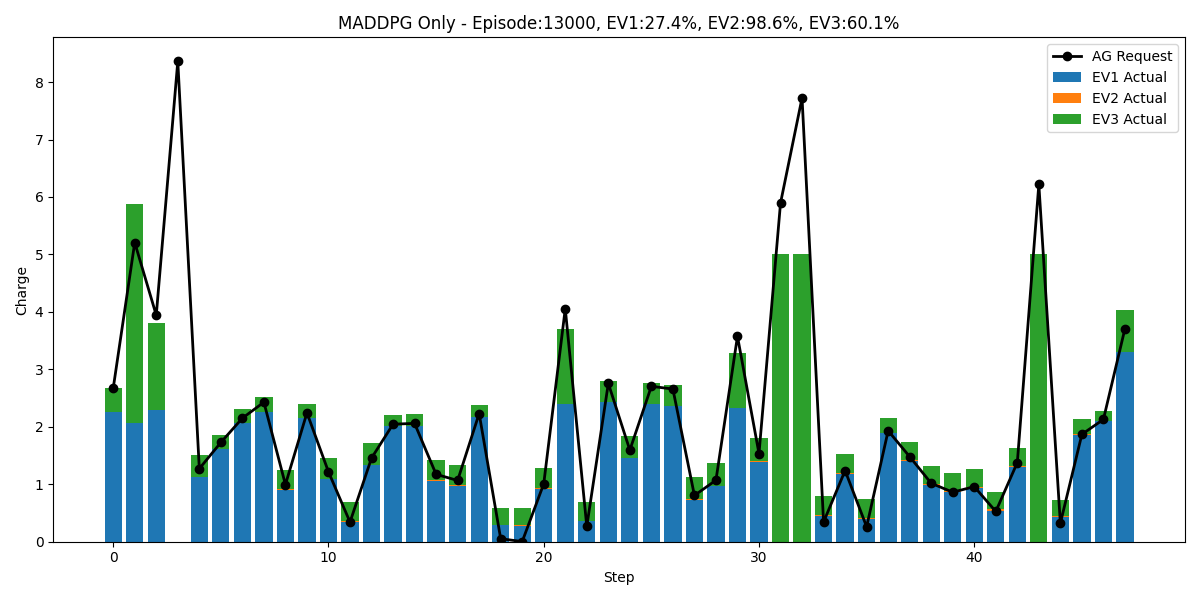 MADDPG Only - Episode:13000, EV1:27.4%, EV2:98.6%, EV3:60.1%
AG Request
EV1 Actual
EV2 Actual
EV3 Actual
Charge
8
7
6
5
4
3
2
1
0
0 10 20 30 40
Step